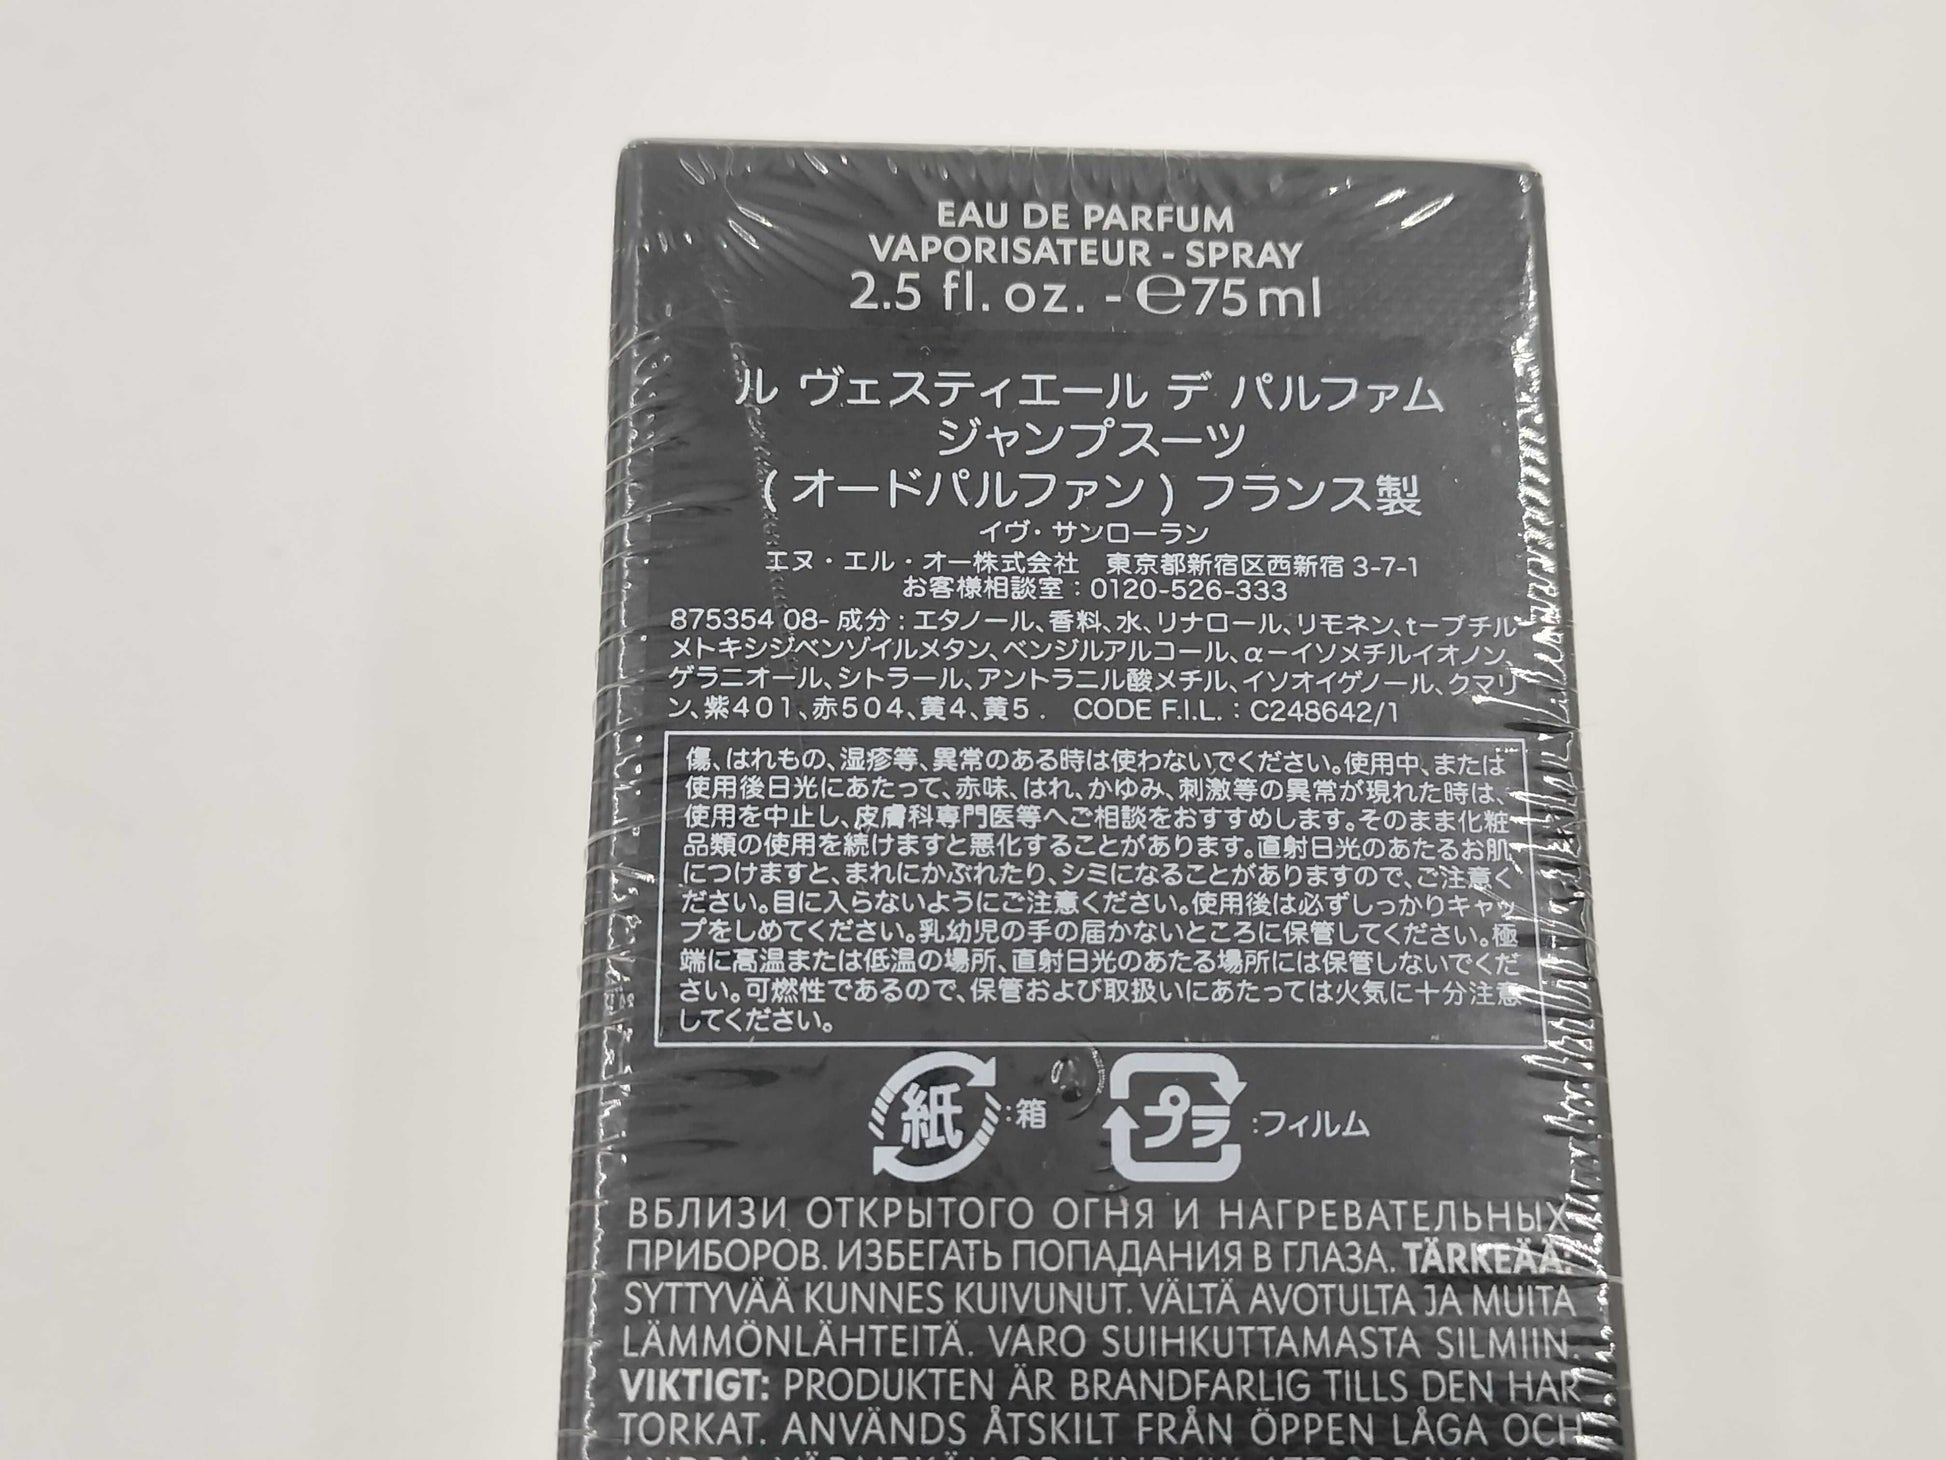 EAU DE PARFUM
VAPORISATEUR - SPRAY
2.5 fl. oz. - ℮75ml
ル ヴェスティエール デ パルファム
ジャンプスーツ
(オードパルファン) フランス製
イヴ・サンローラン
エヌ・エル・オー株式会社　東京都新宿区西新宿 3-7-1
お客様相談室：0120-526-333
875354 08- 成分：エタノール、香料、水、リナロール、リモネン、t－ブチル
メトキシジベンゾイルメタン、ベンジルアルコール、α－イソメチルイオノン、
ゲラニオール、シトラール、アントラニル酸メチル、イソオイゲノール、クマリ
ン、紫401、赤504、黄4、黄5 .　CODE F.I.L. : C248642/1
傷、はれもの、湿疹等、異常のある時は使わないでください。使用中、または
使用後日光にあたって、赤味、はれ、かゆみ、刺激等の異常が現れた時は、
使用を中止し、皮膚科専門医等へご相談をおすすめします。そのまま化粧
品類の使用を続けますと悪化することがあります。直射日光のあたるお肌
につけますと、まれにかぶれたり、シミになることがありますので、ご注意く
ださい。目に入らないようにご注意ください。使用後は必ずしっかりキャッ
プをしめてください。乳幼児の手の届かないところに保管してください。極
端に高温または低温の場所、直射日光のあたる場所には保管しないでくだ
さい。可燃性であるので、保管および取扱いにあたっては火気に十分注意
してください。
紙 :箱 プラ :フィルム
ВБЛИЗИ ОТКРЫТОГО ОГНЯ И НАГРЕВАТЕЛЬНЫХ
ПРИБОРОВ. ИЗБЕГАТЬ ПОПАДАНИЯ В ГЛАЗА. TÄRKEÄÄ:
SYTTYVÄÄ KUNNES KUIVUNUT. VÄLTÄ AVOTULTA JA MUITA
LÄMMÖNLÄHTEITÄ. VARO SUIHKUTTAMASTA SILMIIN.
VIKTIGT: PRODUKTEN ÄR BRANDFARLIG TILLS DEN HAR
TORKAT. ANVÄNDS ÅTSKILT FRÅN ÖPPEN LÅGA OCH